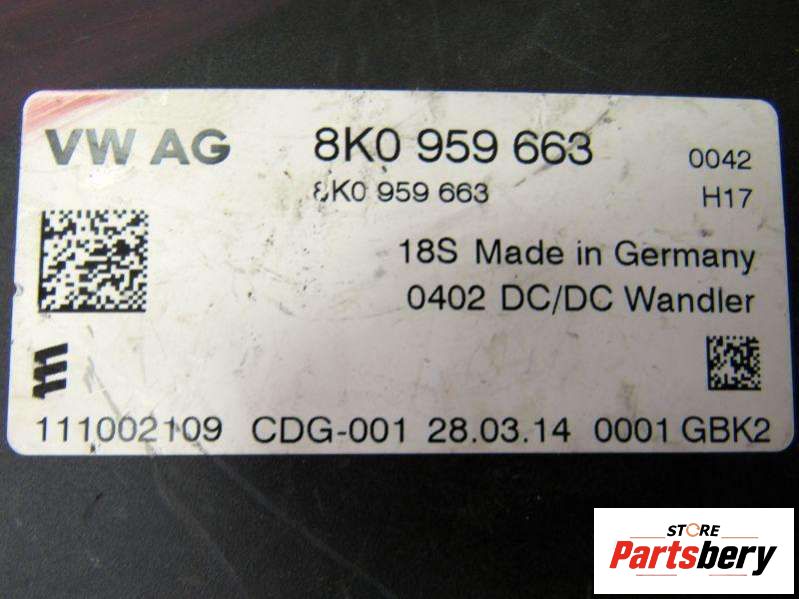 VW AG 8K0 959 663 0042
8K0 959 663 H17
18S Made in Germany
0402 DC/DC Wandler
111002109 CDG-001 28.03.14 0001 GBK2
STORE
Partsbery